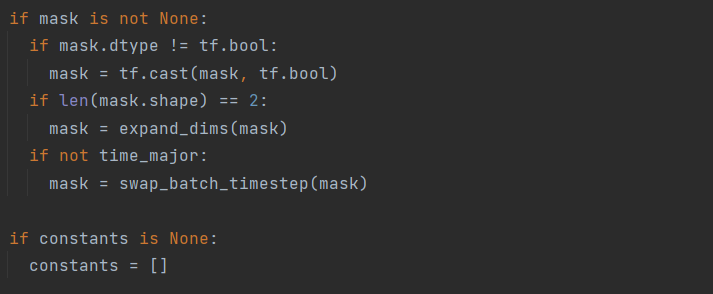 if mask is not None:
  if mask.dtype != tf.bool:
    mask = tf.cast(mask, tf.bool)
  if len(mask.shape) == 2:
    mask = expand_dims(mask)
  if not time_major:
    mask = swap_batch_timestep(mask)

if constants is None:
  constants = []